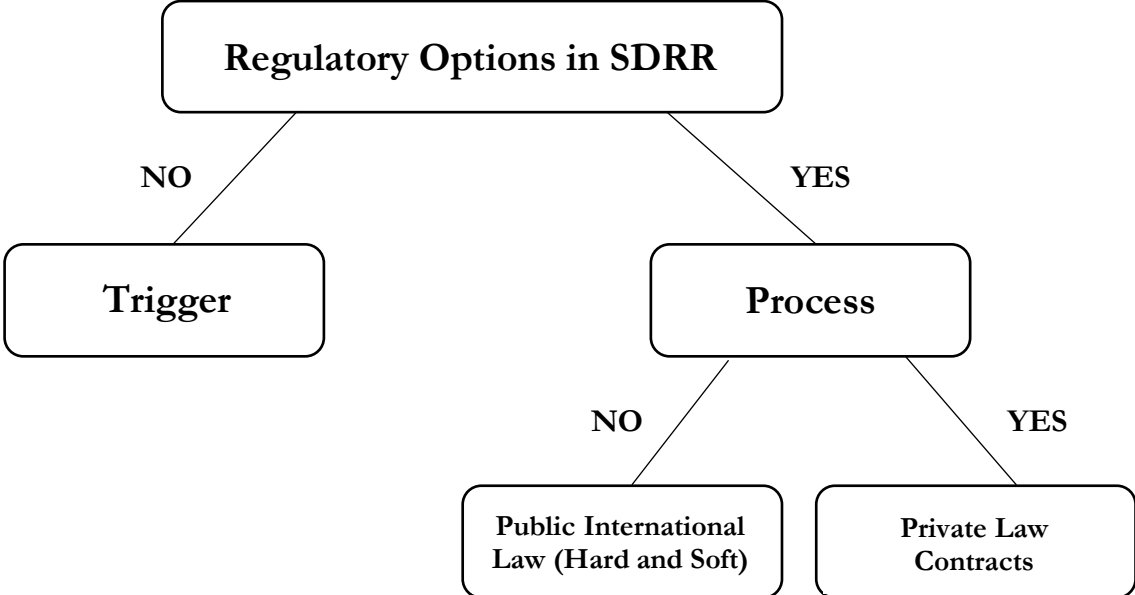 Regulatory Options in SDRR
NO
YES
Trigger
Process
NO
YES
Public International
Law (Hard and Soft)
Private Law
Contracts